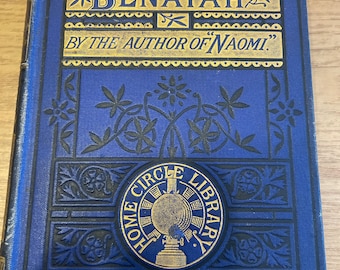 BENAIAH
BY THE AUTHOR OF "NAOMI."
HOME CIRCLE LIBRARY.